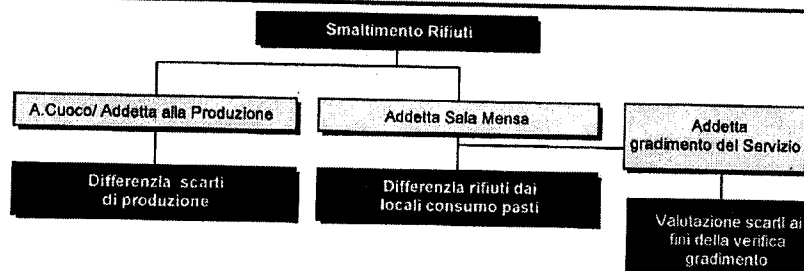 Smaltimento Rifiuti
A.Cuoco/ Addetta alla Produzione
Addetta Sala Mensa
Addetta
gradimento del Servizio
Differenzia scarti
di produzione
Differenzia rifiuti dai
locali consumo pasti
Valutazione scarti ai
fini della verifica
gradimento